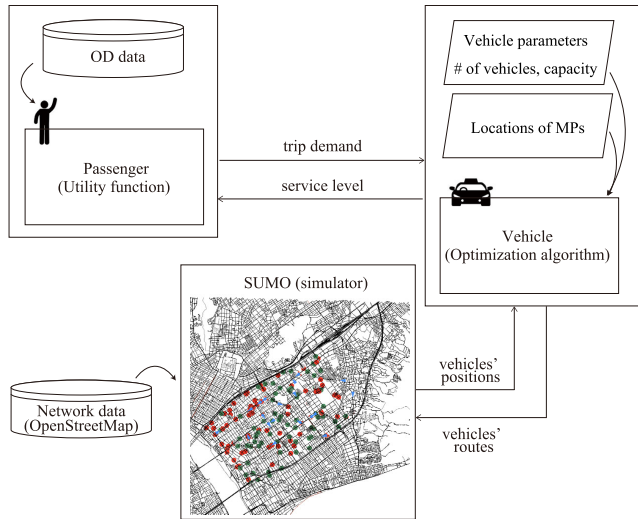 OD data
Passenger
(Utility function)
trip demand
service level
Vehicle parameters
# of vehicles, capacity
Locations of MPs
Vehicle
(Optimization algorithm)
SUMO (simulator)
Network data
(OpenStreetMap)
vehicles'
positions
vehicles'
routes